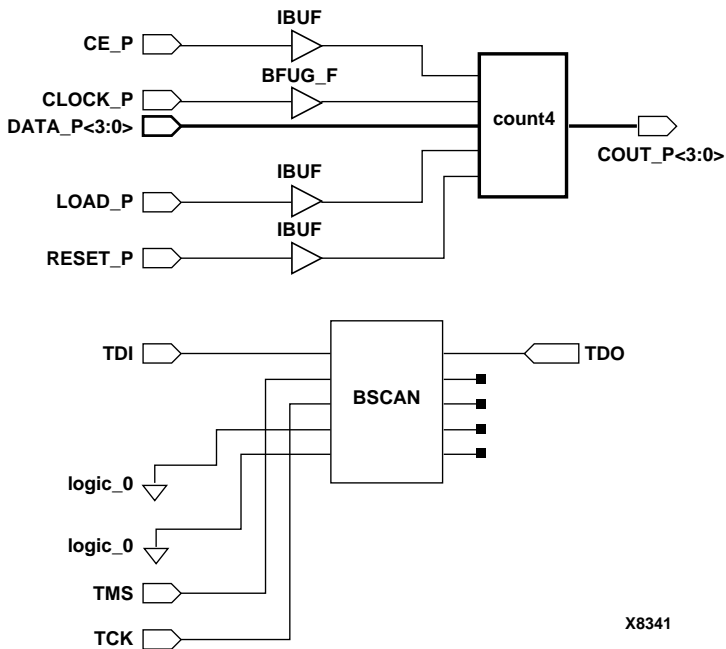 IBUF
CE_P
BFUG_F
CLOCK_P
DATA_P<3:0>
count4
COUT_P<3:0>
IBUF
LOAD_P
IBUF
RESET_P
TDI
BSCAN
TDO
logic_0
logic_0
TMS
TCK
X8341